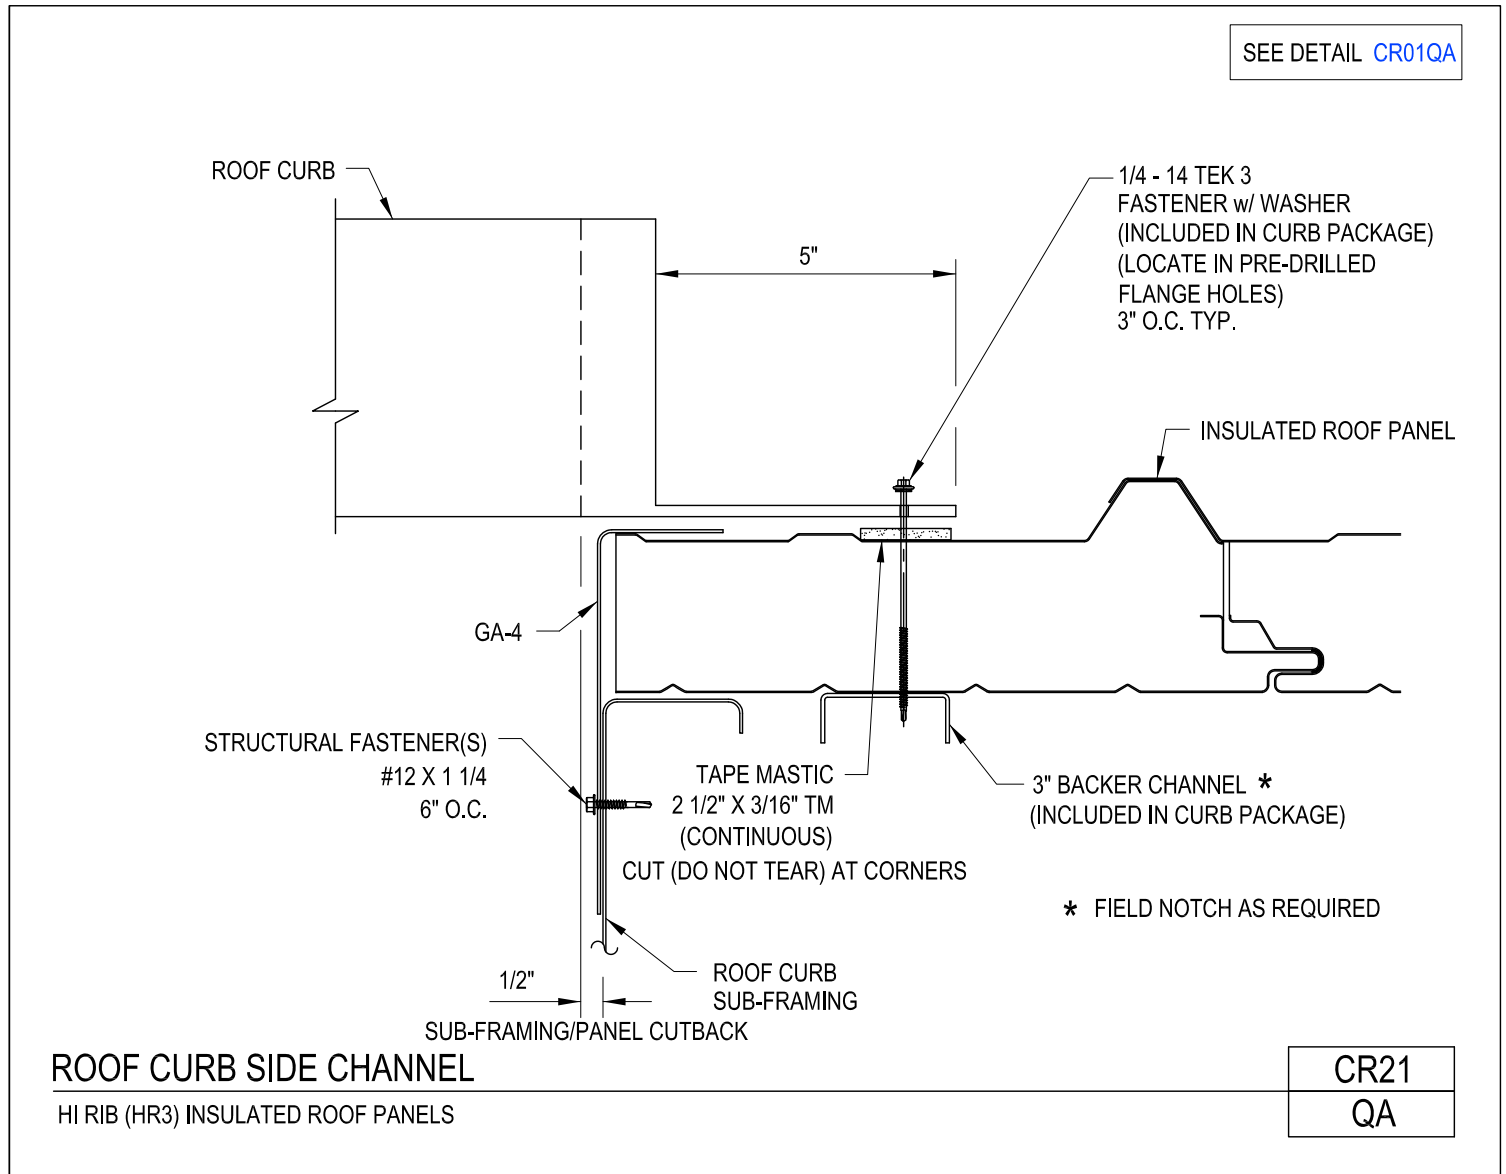 SEE DETAIL CR01QA
ROOF CURB
5"
1/4 - 14 TEK 3
FASTENER w/ WASHER
(INCLUDED IN CURB PACKAGE)
(LOCATE IN PRE-DRILLED
FLANGE HOLES)
3" O.C. TYP.
INSULATED ROOF PANEL
GA-4
STRUCTURAL FASTENER(S)
#12 X 1 1/4
6" O.C.
TAPE MASTIC
2 1/2" X 3/16" TM
(CONTINUOUS)
CUT (DO NOT TEAR) AT CORNERS
3" BACKER CHANNEL *
(INCLUDED IN CURB PACKAGE)
* FIELD NOTCH AS REQUIRED
ROOF CURB
SUB-FRAMING
1/2"
SUB-FRAMING/PANEL CUTBACK
ROOF CURB SIDE CHANNEL
HI RIB (HR3) INSULATED ROOF PANELS
CR21
QA